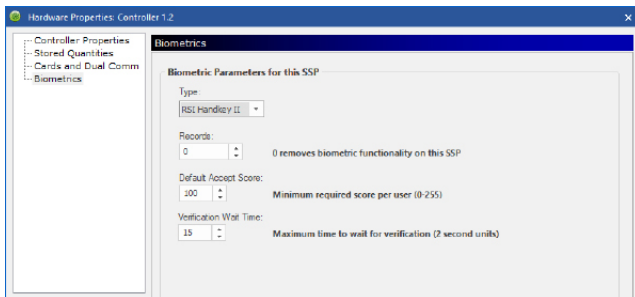 Hardware Properties: Controller 1.2
Controller Properties
Stored Quantities
Cards and Dual Comm
Biometrics
Biometrics
Biometric Parameters for this SSP
Type:
RSI Handkey II
Records:
0 0 removes biometric functionality on this SSP
Default Accept Score:
100 Minimum required score per user (0-255)
Verification Wait Time:
15 Maximum time to wait for verification (2 second units)